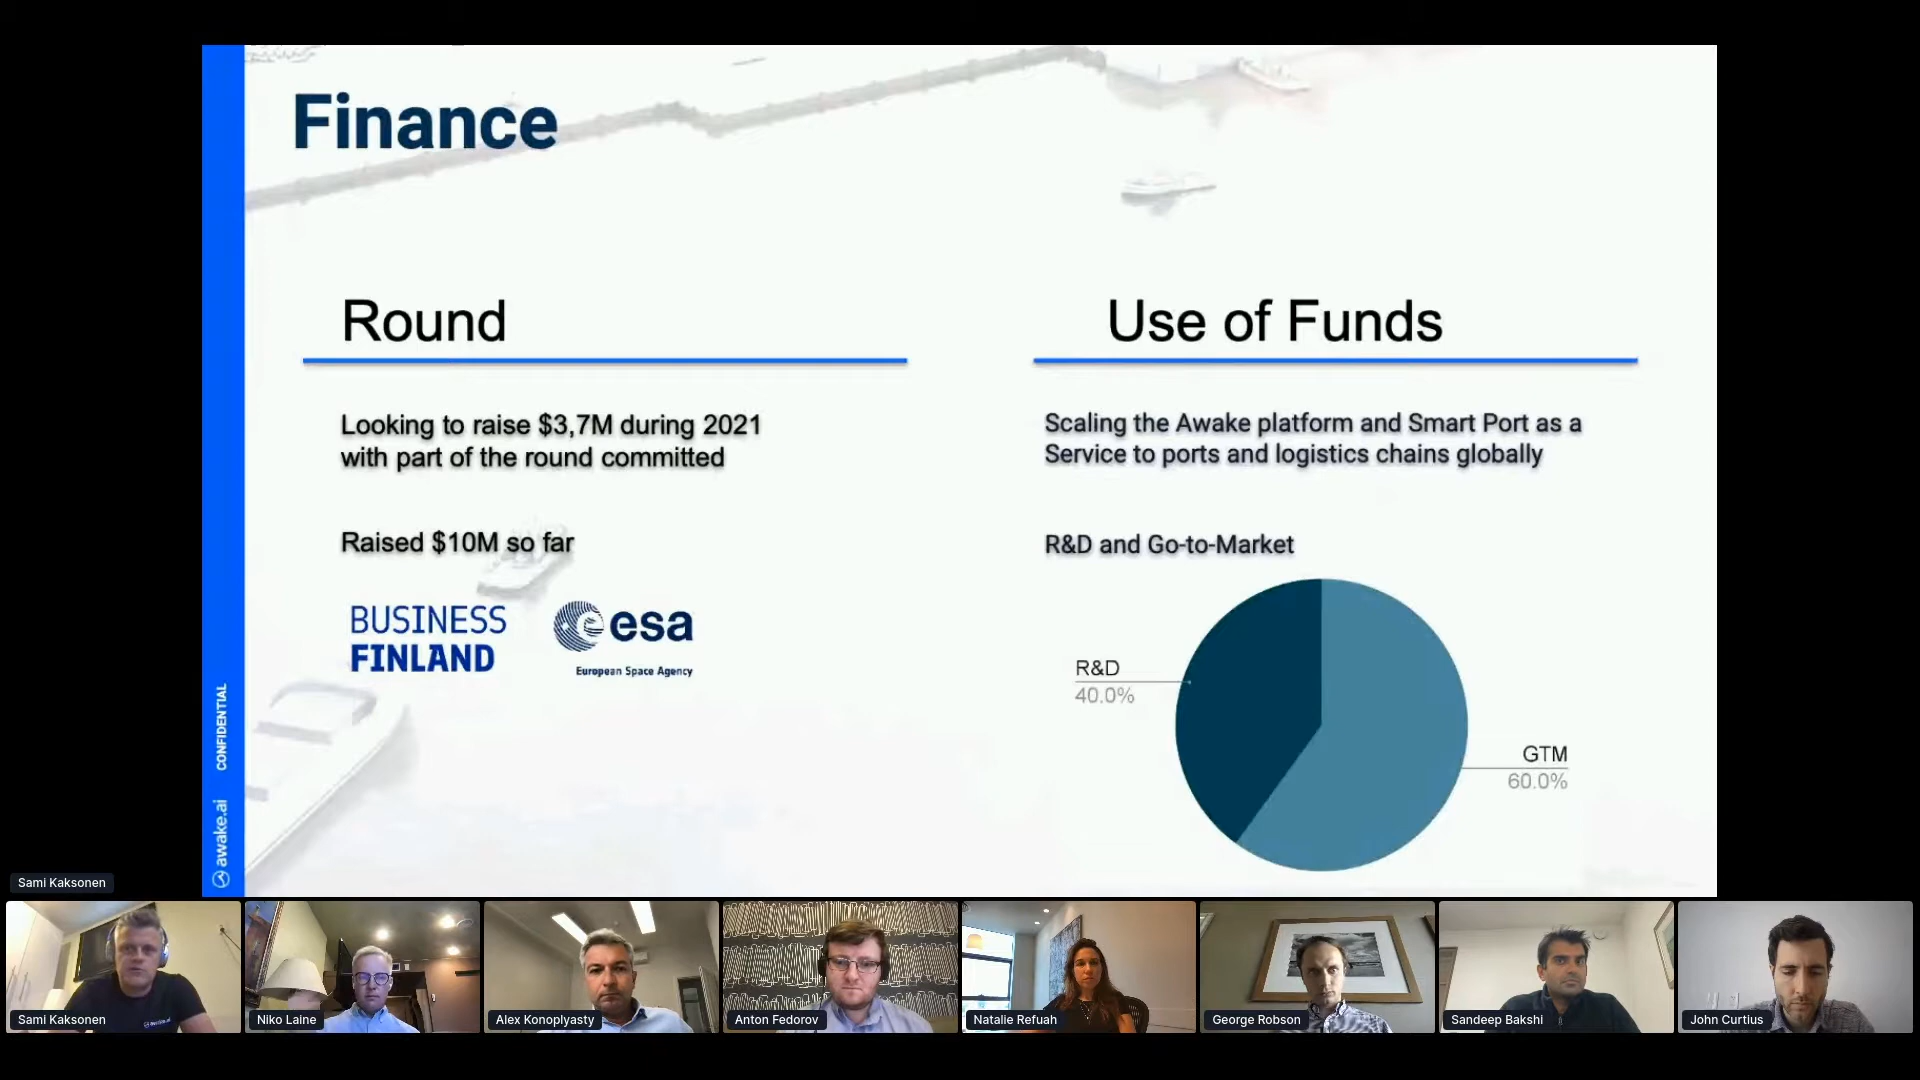 Finance
Round
Looking to raise $3,7M during 2021
with part of the round committed
Raised $10M so far
BUSINESS
FINLAND
esa
European Space Agency
Use of Funds
Scaling the Awake platform and Smart Port as a
Service to ports and logistics chains globally
R&D and Go-to-Market
R&D
40.0%
GTM
60.0%
CONFIDENTIAL
awake.ai
Sami Kaksonen
Sami Kaksonen
awake.ai
Niko Laine
Alex Konoplyasty
Anton Fedorov
Natalie Refuah
George Robson
Sandeep Bakshi
John Curtius